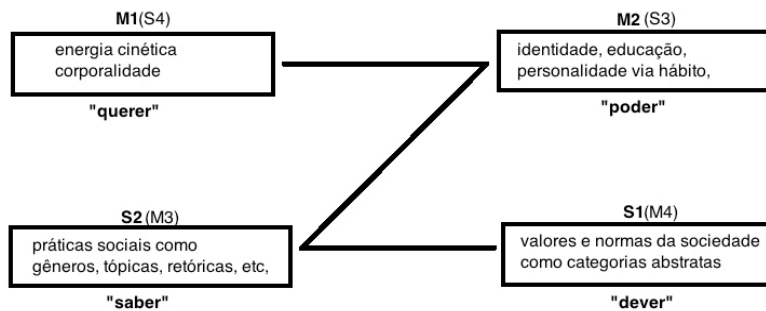 M1(S4)
energia cinética
corporalidade
"querer"
M2 (S3)
identidade, educação,
personalidade via hábito,
"poder"
S2 (M3)
práticas sociais como
gêneros, tópicas, retóricas, etc,
"saber"
S1(M4)
valores e normas da sociedade
como categorias abstratas
"dever"